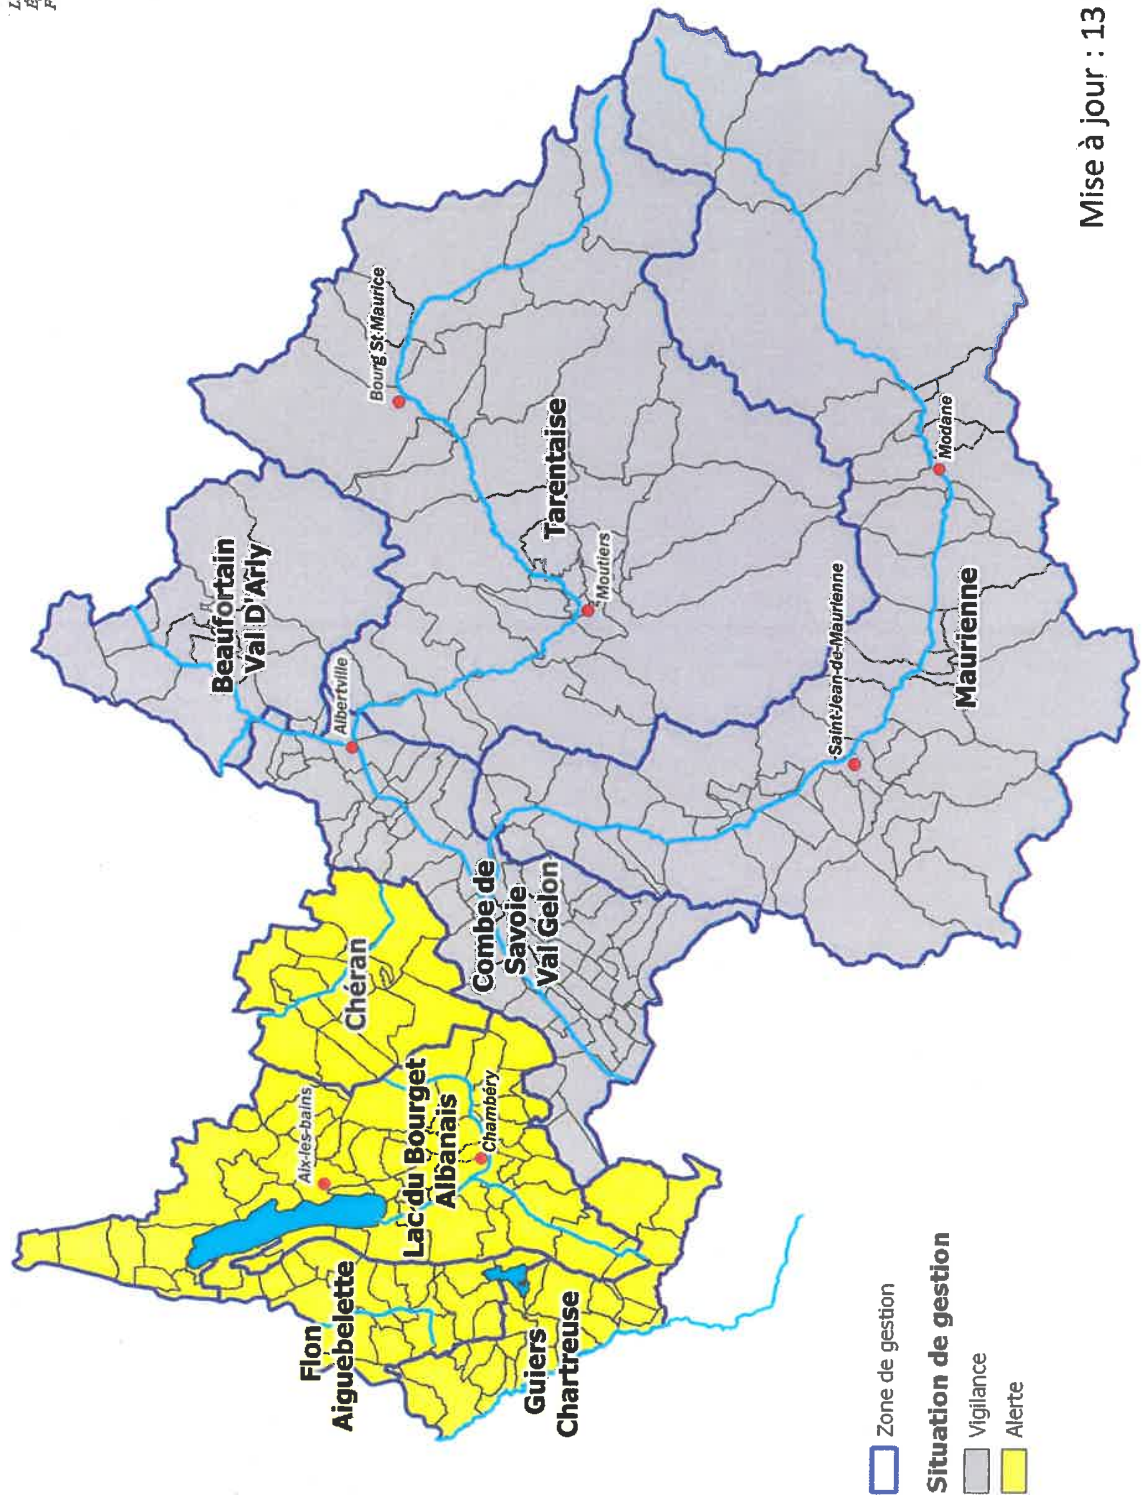 Beaufortain
Val D'Arly
Albertville
Bourg St Maurice
Tarentaise
Moutiers
Chéran
Aix-les-bains
Lac du Bourget
Albanais
Chambéry
Combe de
Savoie
Val Gelon
Flon
Aiguebelette
Guiers
Chartreuse
Saint-Jean-de-Maurienne
Maurienne
Modane
Zone de gestion
Situation de gestion
Vigilance
Alerte
Mise à jour : 13